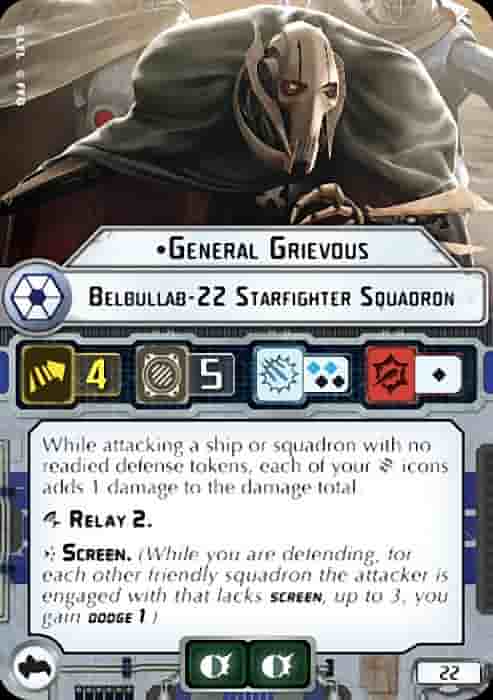 •General Grievous
Belbullab-22 Starfighter Squadron
4 5
While attacking a ship or squadron with no
readied defense tokens, each of your icons
adds 1 damage to the damage total.
Relay 2.
Screen. (While you are defending, for
each other friendly squadron the attacker is
engaged with that lacks screen, up to 3, you
gain dodge 1.)
22